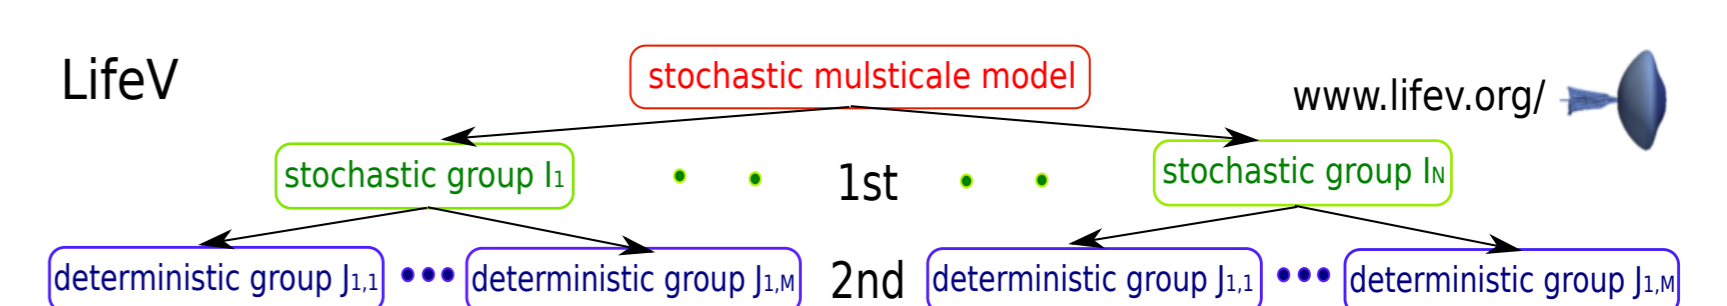 LifeV
stochastic mulsticale model
www.lifev.org/
stochastic group I1
1st
stochastic group IN
deterministic group J1,1
deterministic group J1,M
2nd
deterministic group J1,1
deterministic group J1,M